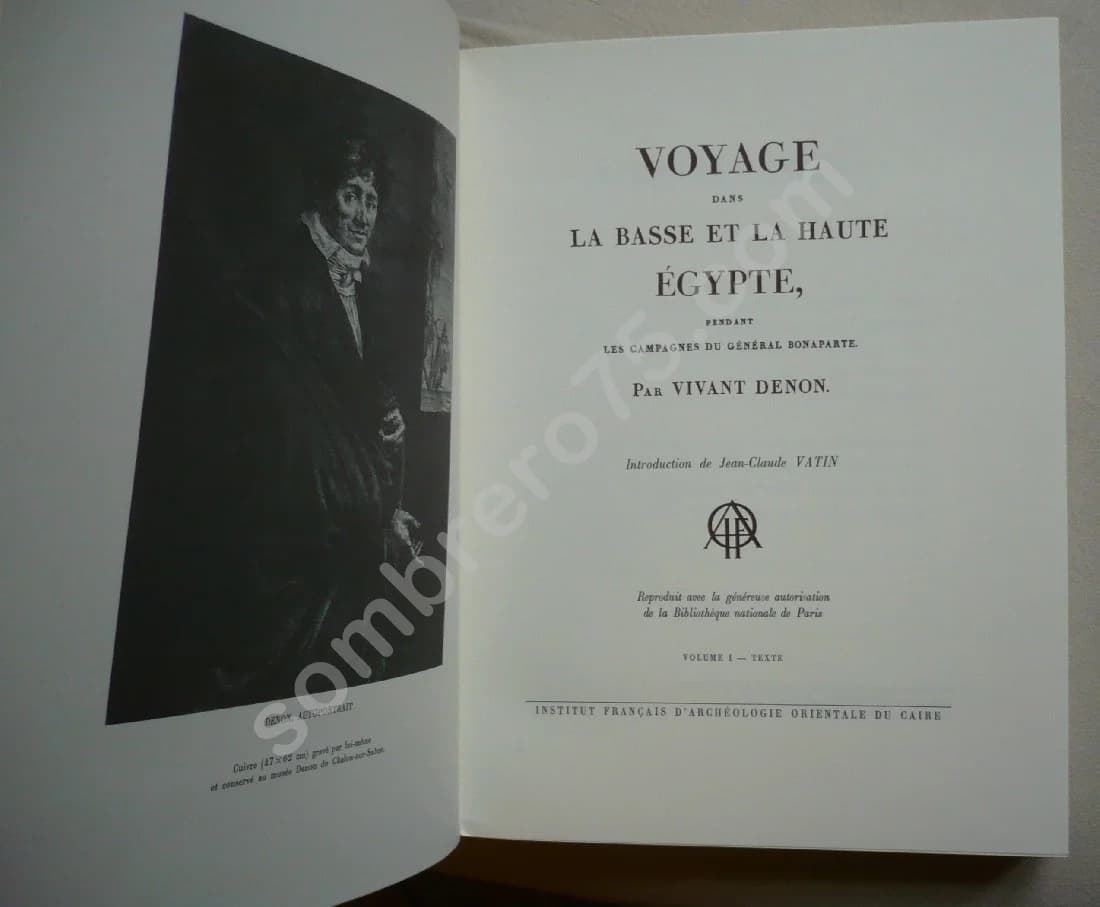 DENON, AUTOPORTRAIT
Cuivre (47×62 cm) gravé par lui-même
et conservé au musée Denon de Chalon-sur-Saône.
VOYAGE
DANS
LA BASSE ET LA HAUTE
ÉGYPTE,
PENDANT
LES CAMPAGNES DU GÉNÉRAL BONAPARTE.
PAR VIVANT DENON.
Introduction de Jean-Claude VATIN
Reproduit avec la généreuse autorisation
de la Bibliothèque nationale de Paris
VOLUME I — TEXTE
INSTITUT FRANÇAIS D'ARCHÉOLOGIE ORIENTALE DU CAIRE
sombrero75.com